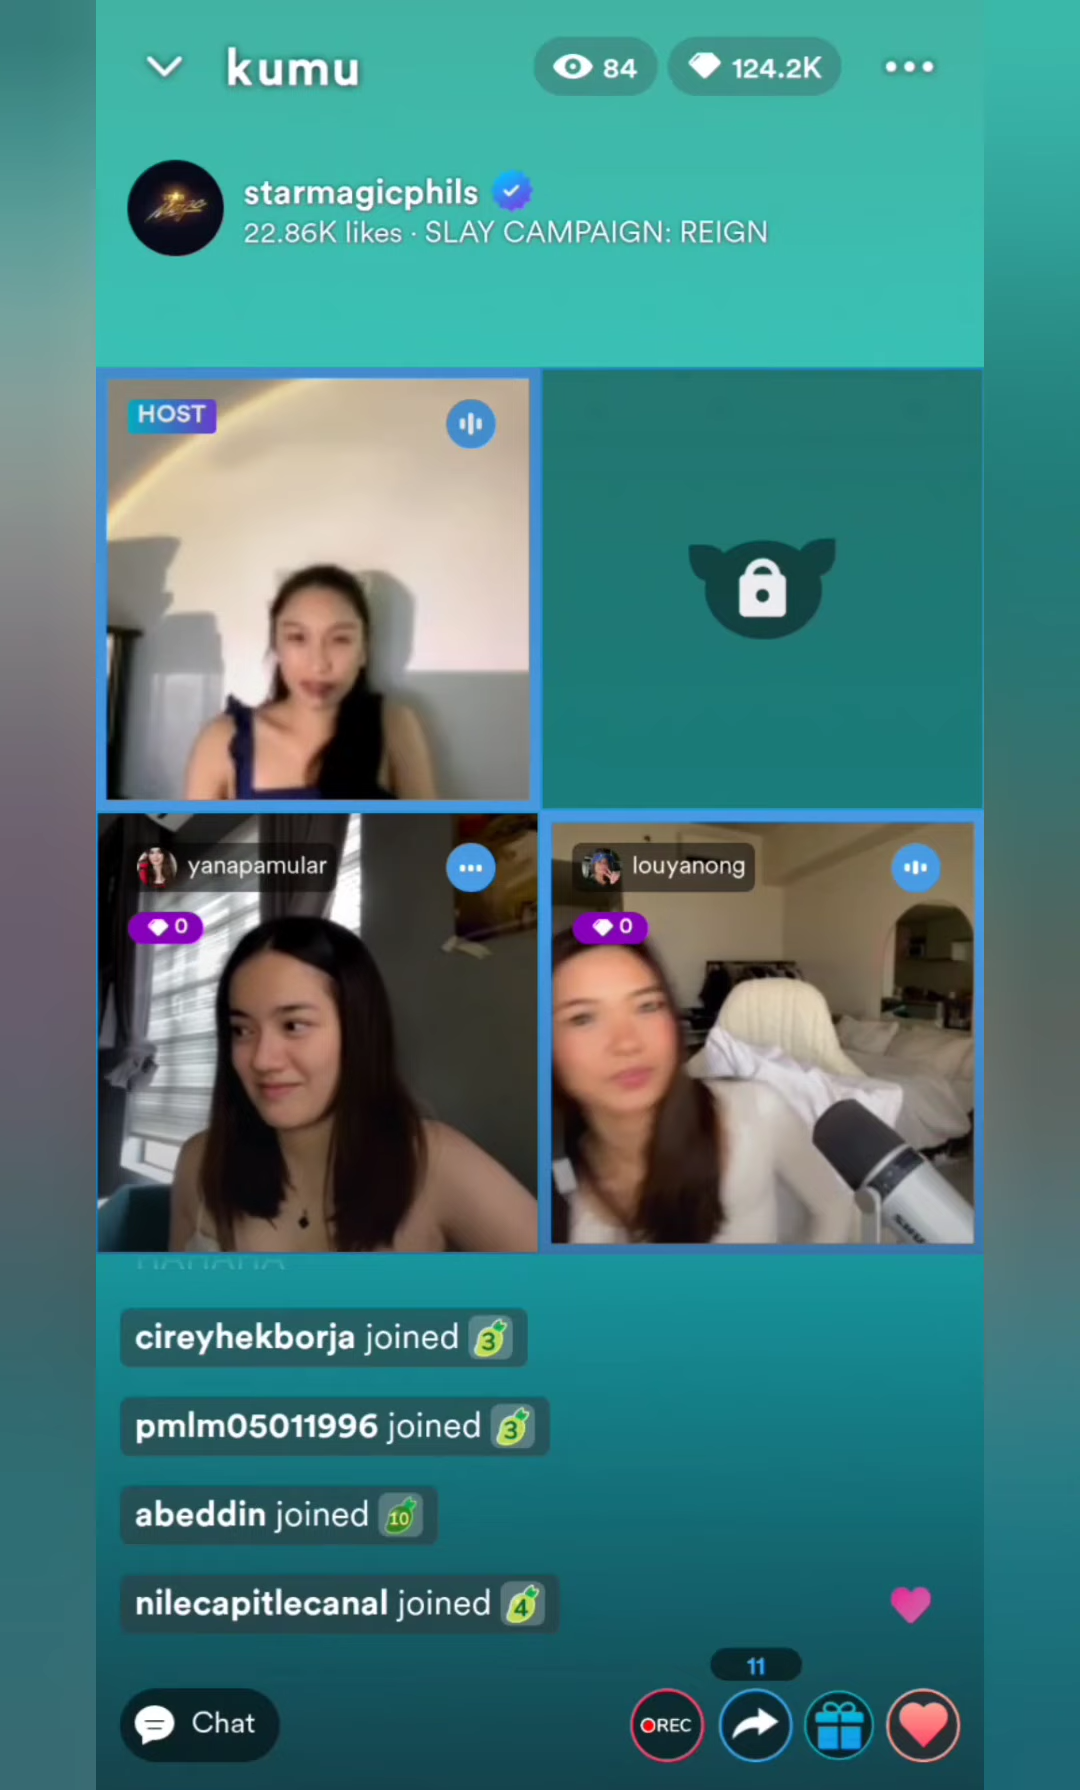 kumu
84
124.2K
starmagicphils
22.86K likes · SLAY CAMPAIGN: REIGN
HOST
yanapamular
0
louyanong
0
cireyhekborja joined 3
pmlm05011996 joined 3
abeddin joined 10
nilecapitlecanal joined 4
11
Chat
REC